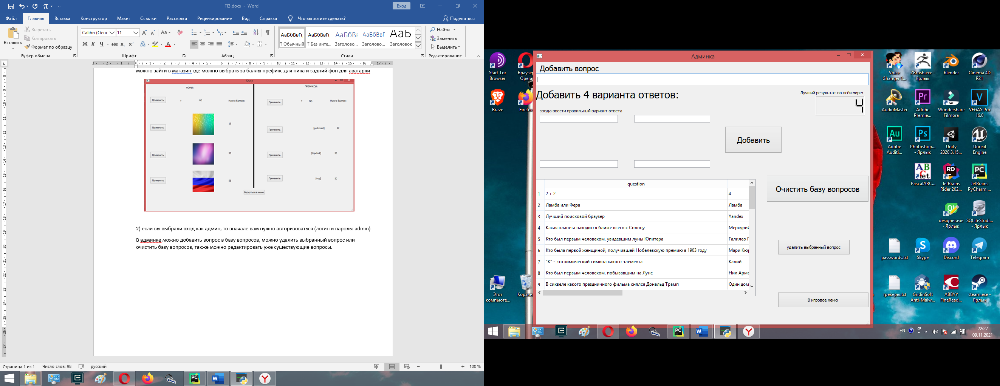 ПЗ.docx - Word
Вход
Файл
Главная
Вставка
Конструктор
Макет
Ссылки
Рассылки
Рецензирование
Вид
Справка
Что вы хотите сделать?
Поделиться
Вставить
Вырезать
Копировать
Формат по образцу
Буфер обмена
Calibri (Оснс
11
Шрифт
Абзац
АаБбВвГг,
¶ Обычный
АаБбВвГг,
¶ Без инте...
АаБбВı
Заголово...
АаБбВвГ
Заголово...
АаЬ
Заголовок
Стили
Найти
Заменить
Выделить
Редактирование
можно зайти в магазин где можно выбрать за баллы префикс для ника и задний фон для аватарки
Shop
ФОНЫ:
ПРЕФИКСЫ:
Применить
+
NO
Нужно баллов:
Применить
+
NO
Нужно баллов:
Применить
15
Применить
[pythonist]
10
Применить
35
Применить
[topchick]
30
Применить
55
Применить
[vvp]
50
Вернуться в меню
2) если вы выбрали вход как админ, то вначале вам нужно авторизоваться (логин и пароль: admin)
В админке можно добавить вопрос в базу вопросов, можно удалить выбранный вопрос или
очистить базу вопросов, также можно редактировать уже существующие вопросы.
Страница 1 из 1
Число слов: 98
русский
100 %
Start Tor
Browser
Браузер
Opera
Brave
Firefox
Этот
компьюте...
Корзин
Админка
Добавить вопрос
Добавить 4 варианта ответов:
Лучший результат во всём мире:
4
ссюда ввести правильный вариант ответа
Добавить
question
1 2 + 2 4
2 Ламба или Фера Ламба
3 Лучший поисковой браузер Yandex
4 Какая планета находится ближе всего к Солнцу Меркурий
5 Кто был первым человеком, увидевшим луны Юпитера Галилео Г
6 Кто была первой женщиной, получившей Нобелевскую премию в 1903 году Мари Кюр
7 “К” - это химический символ какого элемента Калий
8 Кто был первым человеком, побывавшим на Луне Нил Армс
9 В сиквеле какого праздничного фильма снялся Дональд Трамп Один дом
Очистить базу вопросов
удалить выбранный вопрос
В игровое меню
Voice
Changer 8...
ZBrush.exe -
Ярлык
blender
Cinema 4D
R21
AudioMaster
Adobe
Premie...
Wondershare
Filmora
VEGAS Pro
16.0
Adobe
Auditi...
Photoshop...
- Ярлык
Unity
2020.3.15...
Unreal
Engine
PascalABC...
JetBrains
Rider 202...
JetBrains
PyCharm ...
designer.exe
- Ярлык
SQLiteStudi...
- Ярлык
passwords.txt
Skype
Discord
Telegram
трекеры.txt
GridinSoft
Anti-Malw...
ABBYY
FineRead...
steam.exe -
Ярлык
EN
22:27
09.11.2021